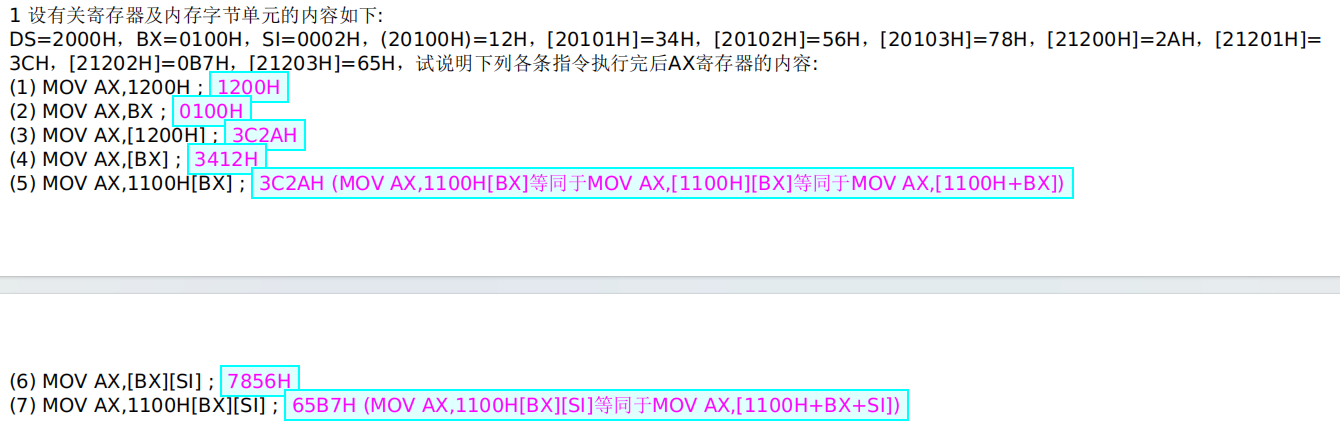 1 设有关寄存器及内存字节单元的内容如下:
DS=2000H，BX=0100H，SI=0002H，(20100H)=12H，[20101H]=34H，[20102H]=56H，[20103H]=78H，[21200H]=2AH，[21201H]=
3CH，[21202H]=0B7H，[21203H]=65H，试说明下列各条指令执行完后AX寄存器的内容:
(1) MOV AX,1200H ; 1200H
(2) MOV AX,BX ; 0100H
(3) MOV AX,[1200H] ; 3C2AH
(4) MOV AX,[BX] ; 3412H
(5) MOV AX,1100H[BX] ; 3C2AH (MOV AX,1100H[BX]等同于MOV AX,[1100H][BX]等同于MOV AX,[1100H+BX])
(6) MOV AX,[BX][SI] ; 7856H
(7) MOV AX,1100H[BX][SI] ; 65B7H (MOV AX,1100H[BX][SI]等同于MOV AX,[1100H+BX+SI])